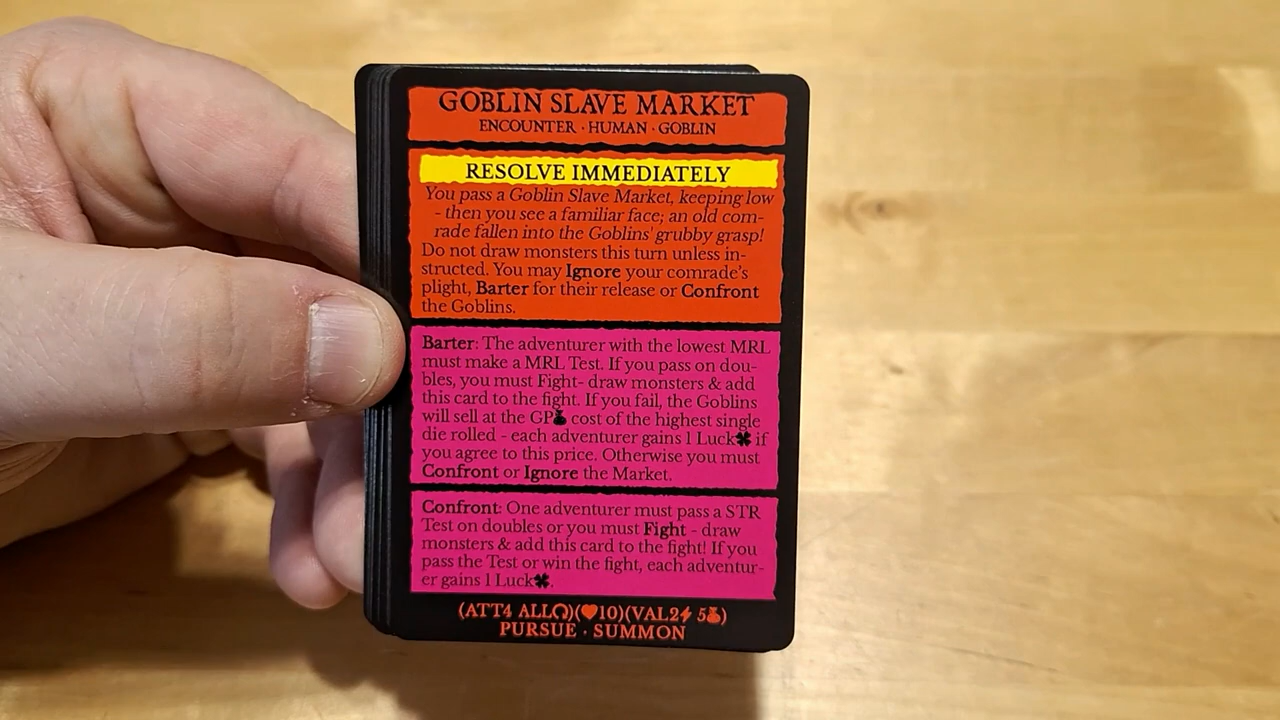 GOBLIN SLAVE MARKET
ENCOUNTER · HUMAN · GOBLIN
RESOLVE IMMEDIATELY
You pass a Goblin Slave Market, keeping low
- then you see a familiar face; an old com-
rade fallen into the Goblins' grubby grasp!
Do not draw monsters this turn unless in-
structed. You may Ignore your comrade's
plight, Barter for their release or Confront
the Goblins.
Barter: The adventurer with the lowest MRL
must make a MRL Test. If you pass on dou-
bles, you must Fight- draw monsters & add
this card to the fight. If you fail, the Goblins
will sell at the GP cost of the highest single
die rolled - each adventurer gains 1 Luck if
you agree to this price. Otherwise you must
Confront or Ignore the Market.
Confront: One adventurer must pass a STR
Test on doubles or you must Fight - draw
monsters & add this card to the fight! If you
pass the Test or win the fight, each adventur-
er gains 1 Luck.
(ATT4 ALL)(♥10)(VAL2 5)
PURSUE · SUMMON